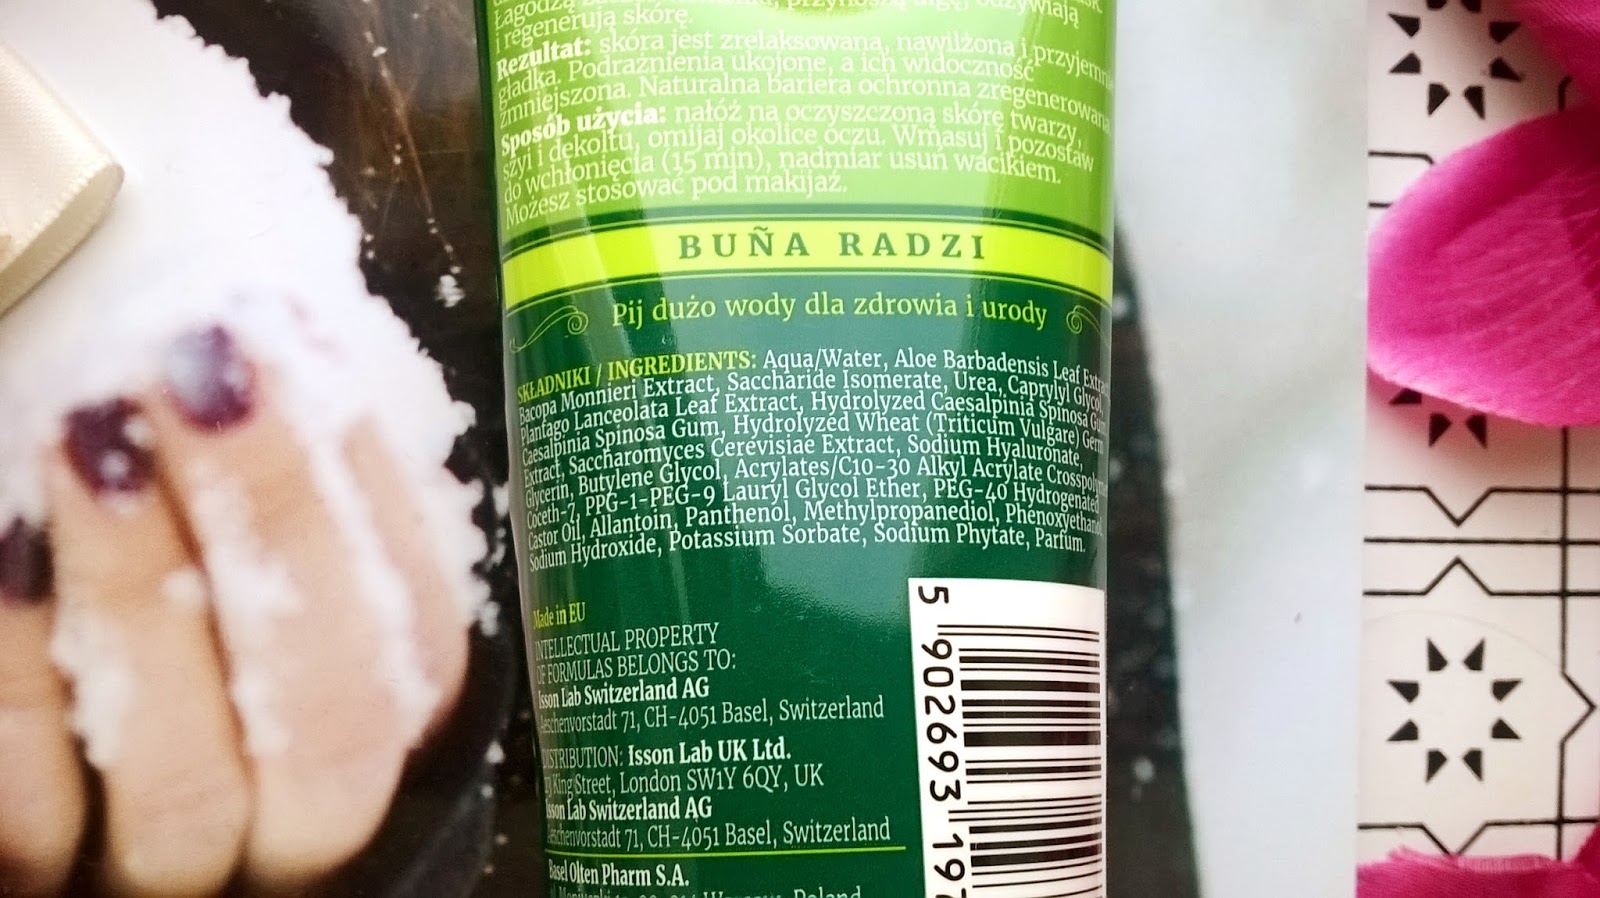 Łagodzą przynoszą ulgę, odżywiają
i regenerują skórę.
Rezultat: skóra jest zrelaksowana, nawilżona i przyjemnie
gładka. Podrażnienia ukojone, a ich widoczność
zmniejszona. Naturalna bariera ochronna zregenerowana.
Sposób użycia: nałóż na oczyszczoną skórę twarzy,
szyi i dekoltu, omijaj okolice oczu. Wmasuj i pozostaw
do wchłonięcia (15 min), nadmiar usuń wacikiem.
Możesz stosować pod makijaż.
BUÑA RADZI
Pij dużo wody dla zdrowia i urody
SKŁADNIKI / INGREDIENTS: Aqua/Water, Aloe Barbadensis Leaf Extract,
Bacopa Monnieri Extract, Saccharide Isomerate, Urea, Caprylyl Glycol,
Plantago Lanceolata Leaf Extract, Hydrolyzed Caesalpinia Spinosa Gum,
Caesalpinia Spinosa Gum, Hydrolyzed Wheat (Triticum Vulgare) Germ
Extract, Saccharomyces Cerevisiae Extract, Sodium Hyaluronate,
Glycerin, Butylene Glycol, Acrylates/C10-30 Alkyl Acrylate Crosspolymer,
Coceth-7, PPG-1-PEG-9 Lauryl Glycol Ether, PEG-40 Hydrogenated
Castor Oil, Allantoin, Panthenol, Methylpropanediol, Phenoxyethanol,
Sodium Hydroxide, Potassium Sorbate, Sodium Phytate, Parfum.
Made in EU
INTELLECTUAL PROPERTY
OF FORMULAS BELONGS TO:
Isson Lab Switzerland AG
Aeschenvorstadt 71, CH-4051 Basel, Switzerland
DISTRIBUTION: Isson Lab UK Ltd.
King Street, London SW1Y 6QY, UK
Isson Lab Switzerland AG
Aeschenvorstadt 71, CH-4051 Basel, Switzerland
Basel Olten Pharm S.A.
Poland
5 902693 197